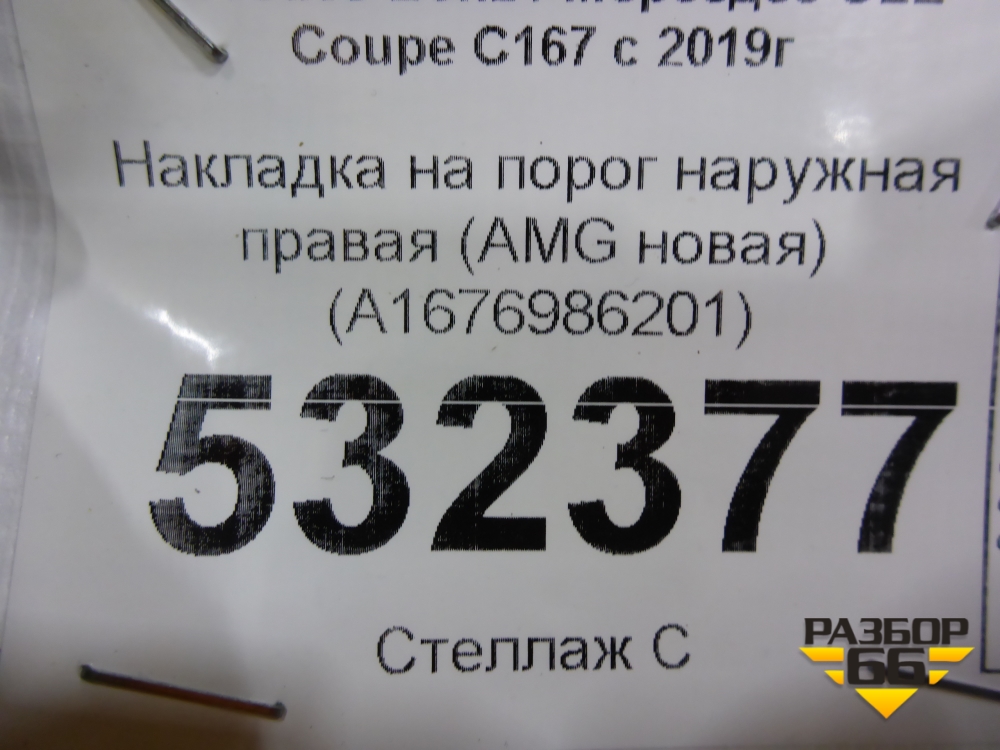 Coupe C167 с 2019г
Накладка на порог наружная
правая (AMG новая)
(A1676986201)
532377
Стеллаж С
РАЗБОР
66